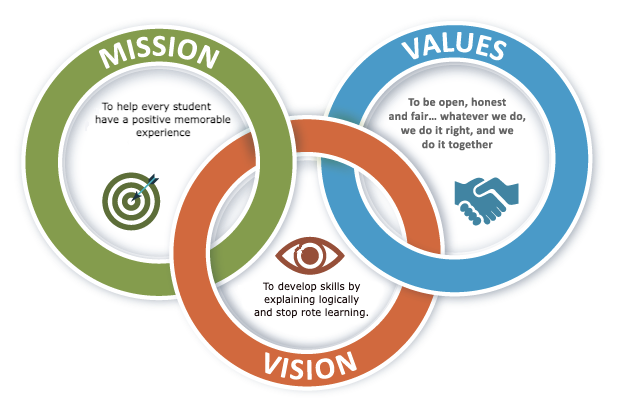 MISSION
To help every student
have a positive memorable
experience
VALUES
To be open, honest
and fair... whatever we do,
we do it right, and we
do it together
To develop skills by
explaining logically
and stop rote learning.
VISION